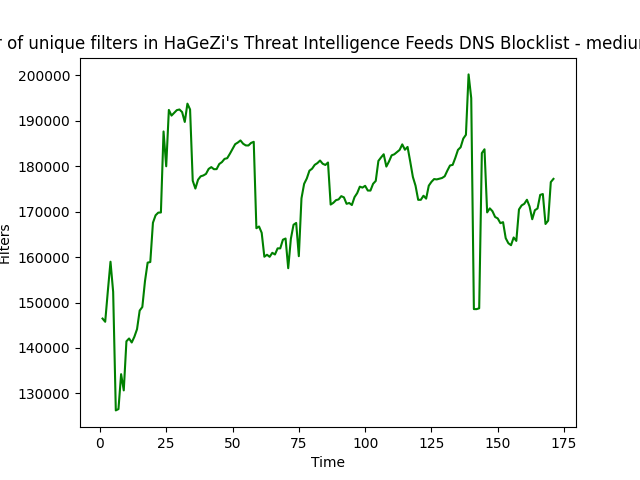 r of unique filters in HaGeZi's Threat Intelligence Feeds DNS Blocklist - mediu
200000
190000
180000
170000
160000
150000
140000
130000
Filters
0 25 50 75 100 125 150 175
Time